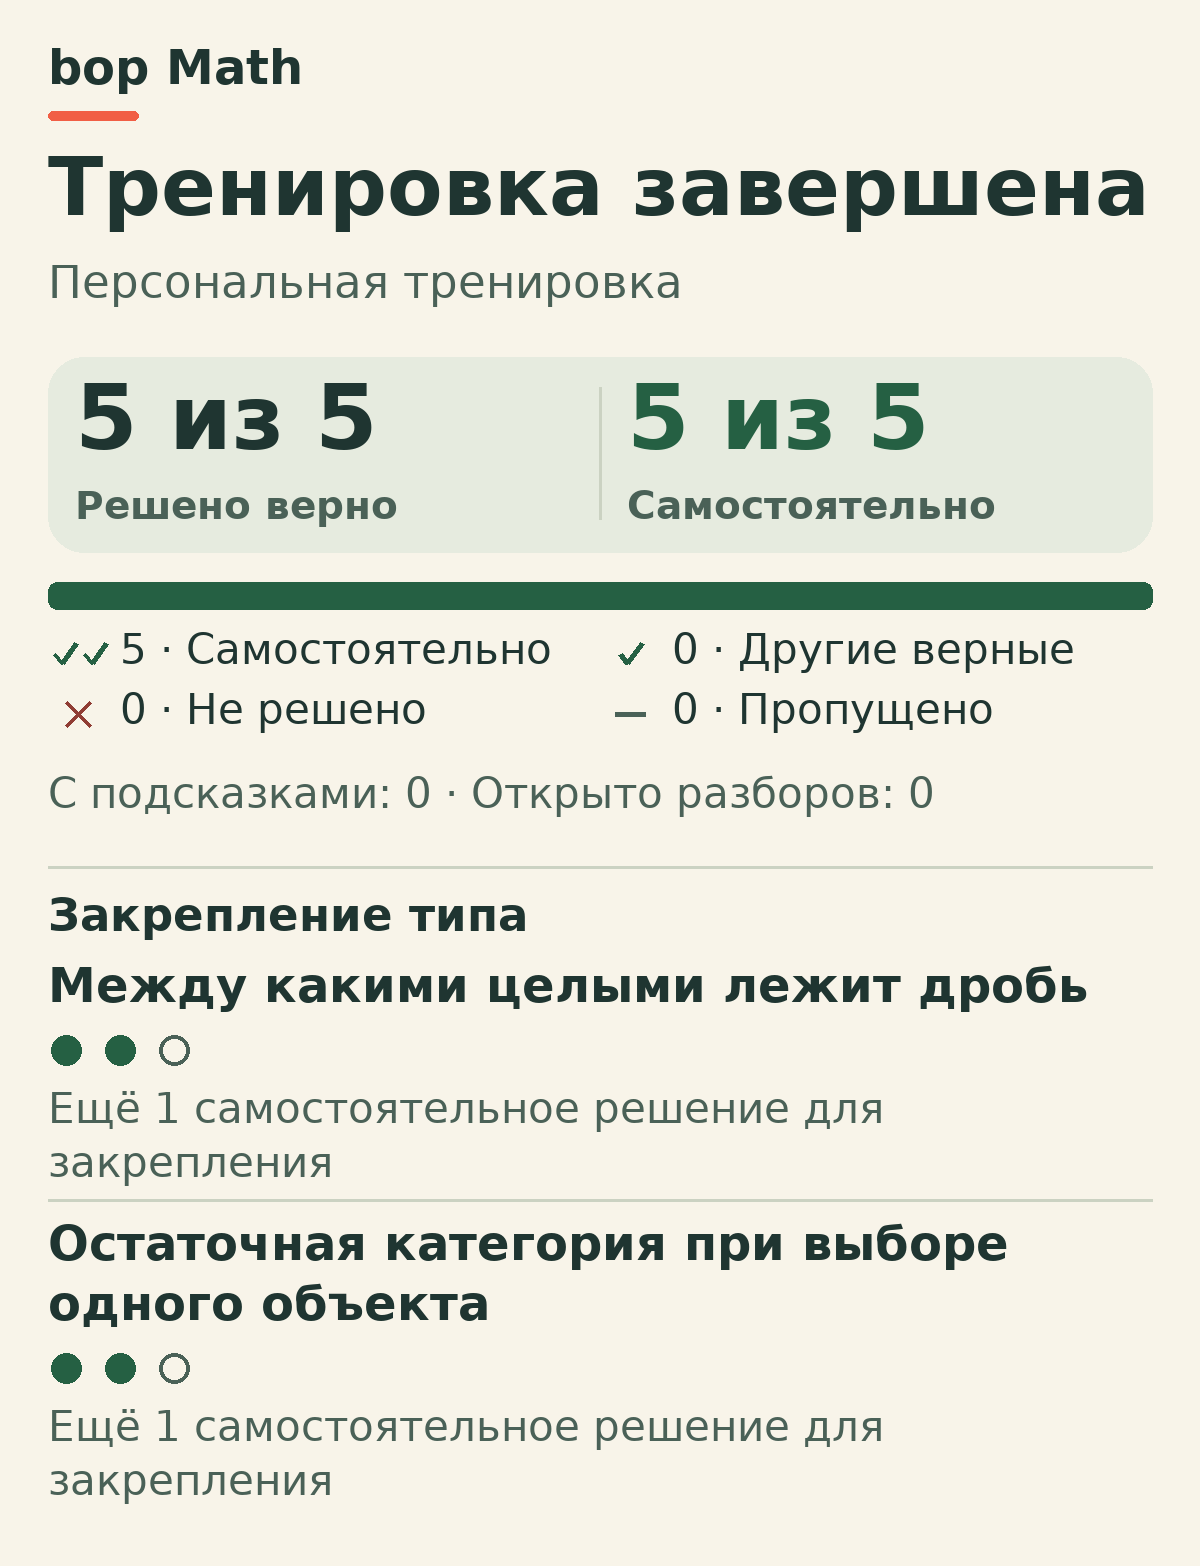 bop Math
Тренировка завершена
Персональная тренировка
5 из 5
Решено верно
5 из 5
Самостоятельно
5 · Самостоятельно
0 · Другие верные
0 · Не решено
0 · Пропущено
С подсказками: 0 · Открыто разборов: 0
Закрепление типа
Между какими целыми лежит дробь
Ещё 1 самостоятельное решение для
закрепления
Остаточная категория при выборе
одного объекта
Ещё 1 самостоятельное решение для
закрепления